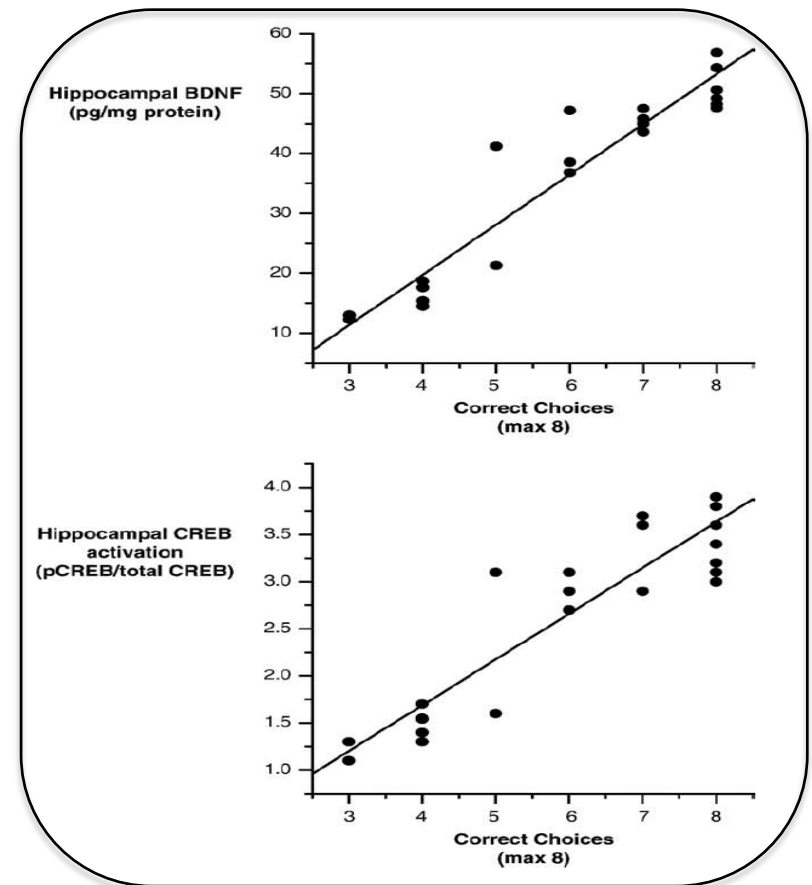 60
Hippocampal BDNF
(pg/mg protein)
50
40
30
20
10
3 4 5 6 7 8
Correct Choices
(max 8)
4.0
Hippocampal CREB
activation
(pCREB/total CREB)
3.5
3.0
2.5
2.0
1.5
1.0
3 4 5 6 7 8
Correct Choices
(max 8)